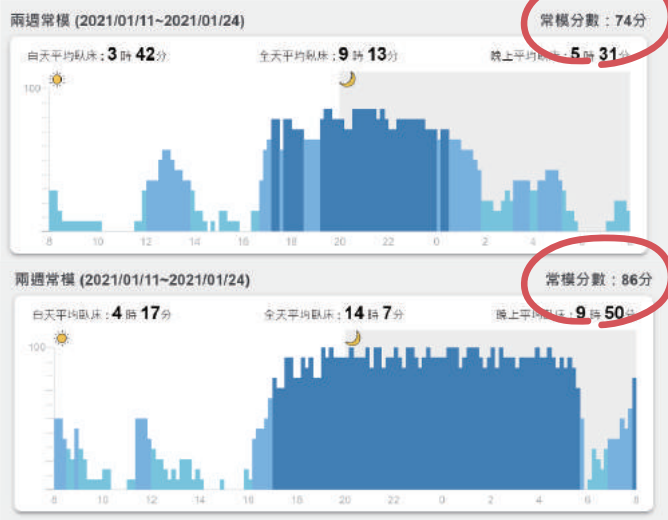 兩週常模 (2021/01/11~2021/01/24) 常模分數：74分
白天平均臥床：3 時 42分 全天平均臥床：9 時 13分 晚上平均臥床：5 時 31分
100
8 10 12 14 16 18 20 22 0 2 4
兩週常模 (2021/01/11~2021/01/24) 常模分數：86分
白天平均臥床：4 時 17分 全天平均臥床：14 時 7分 晚上平均臥床：9 時 50分
100
8 10 12 14 16 18 20 22 0 2 4 6 8